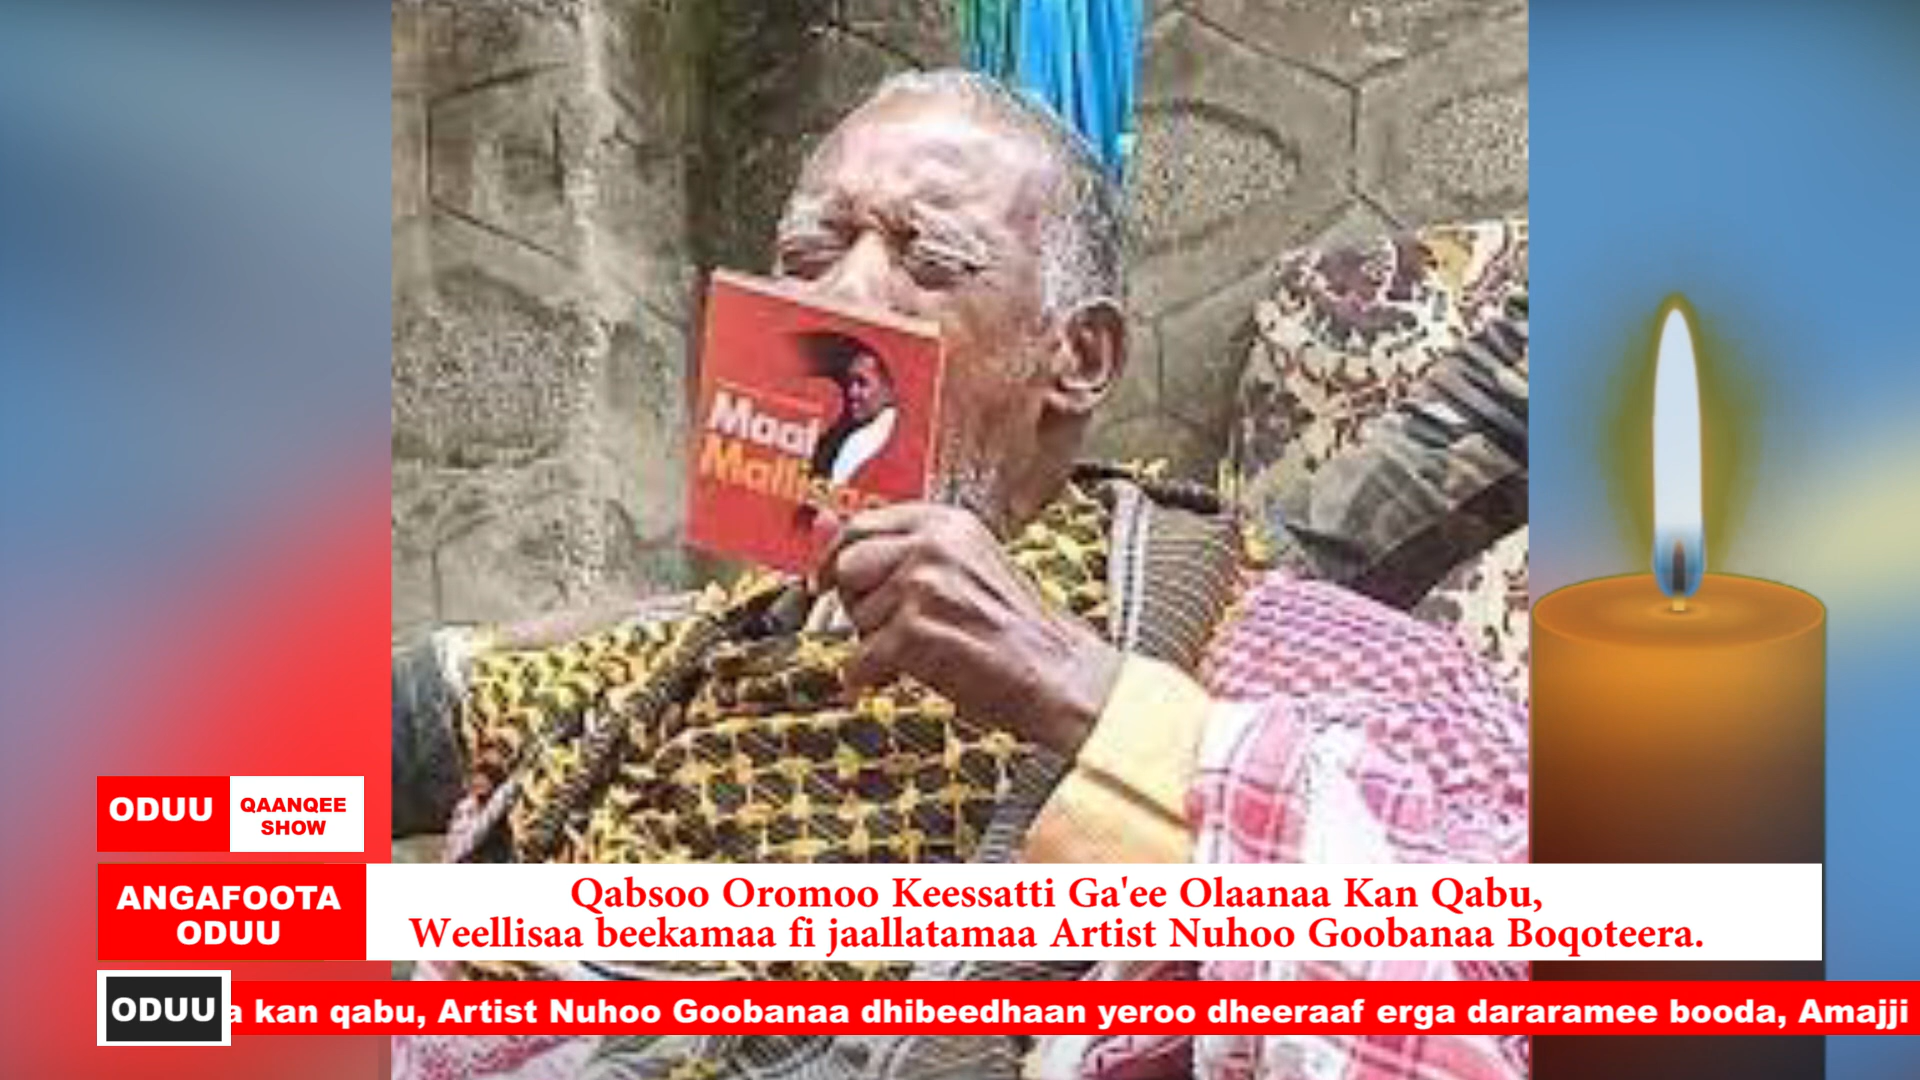 Maal
ODUU
QAANQEE
SHOW
ANGAFOOTA
ODUU
Qabsoo Oromoo Keessatti Ga'ee Olaanaa Kan Qabu,
Weellisaa beekamaa fi jaallatamaa Artist Nuhoo Goobanaa Boqoteera.
ODUU
a kan qabu, Artist Nuhoo Goobanaa dhibeedhaan yeroo dheeraaf erga dararamee booda, Amajji